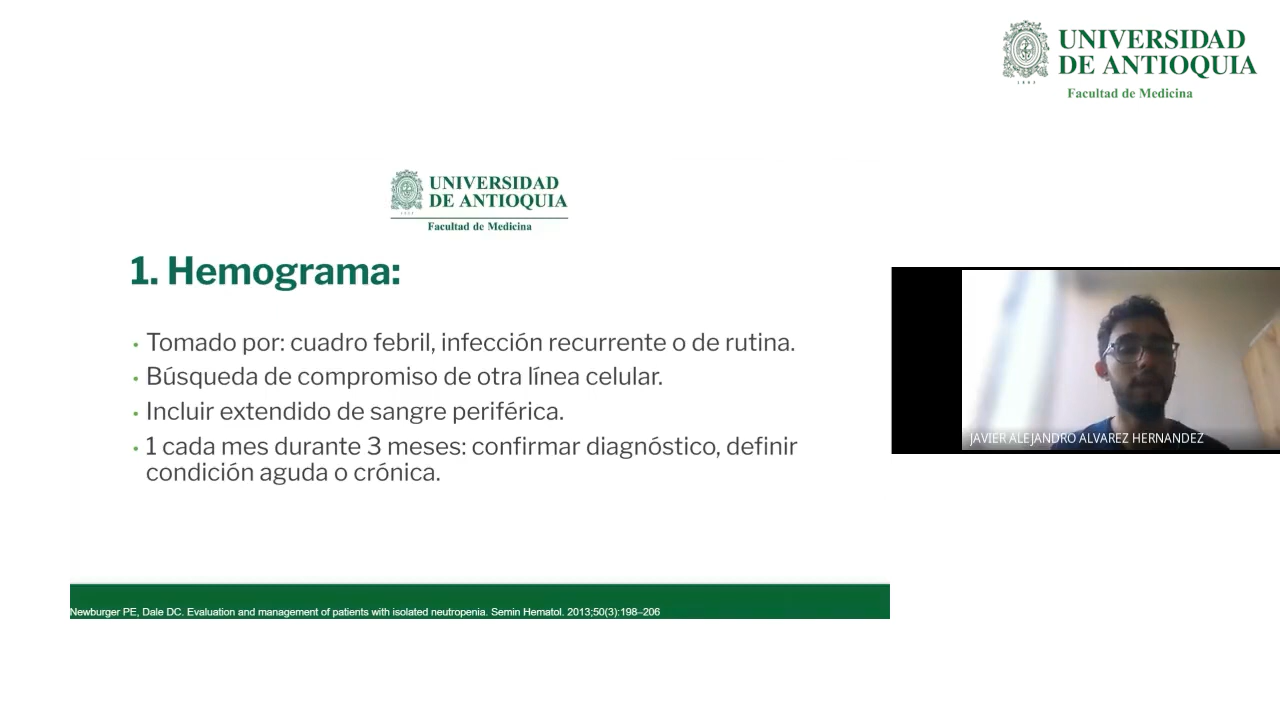 UNIVERSIDAD
DE ANTIOQUIA
1803
Facultad de Medicina
UNIVERSIDAD
DE ANTIOQUIA
1803
Facultad de Medicina
1. Hemograma:
• Tomado por: cuadro febril, infección recurrente o de rutina.
• Búsqueda de compromiso de otra línea celular.
• Incluir extendido de sangre periférica.
• 1 cada mes durante 3 meses: confirmar diagnóstico, definir
condición aguda o crónica.
JAVIER ALEJANDRO ALVAREZ HERNANDEZ
Newburger PE, Dale DC. Evaluation and management of patients with isolated neutropenia. Semin Hematol. 2013;50(3):198–206